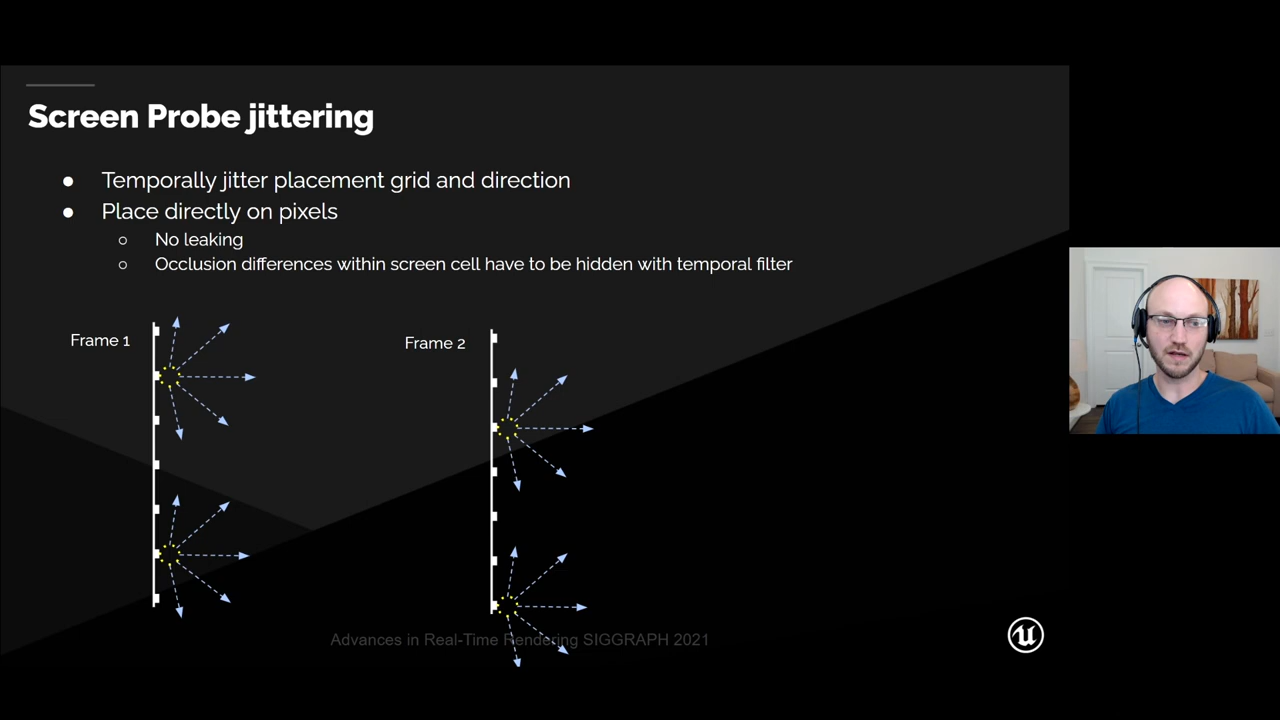 Screen Probe jittering
● Temporally jitter placement grid and direction
● Place directly on pixels
○ No leaking
○ Occlusion differences within screen cell have to be hidden with temporal filter
Frame 1
Frame 2
Advances in Real-Time Rendering SIGGRAPH 2021